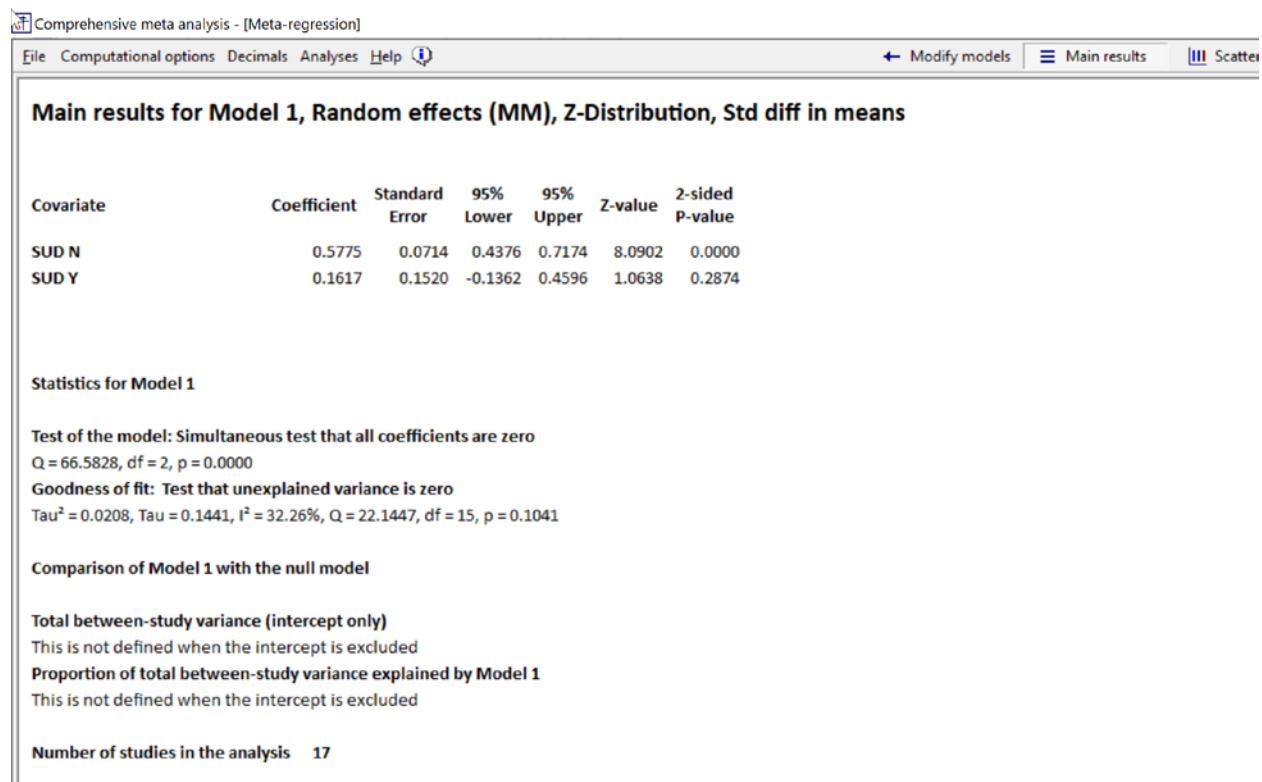 Comprehensive meta analysis - [Meta-regression]
File Computational options Decimals Analyses Help Modify models Main results Scatte
Main results for Model 1, Random effects (MM), Z-Distribution, Std diff in means
Covariate Coefficient Standard Error 95% Lower 95% Upper Z-value 2-sided P-value
SUD N 0.5775 0.0714 0.4376 0.7174 8.0902 0.0000
SUD Y 0.1617 0.1520 -0.1362 0.4596 1.0638 0.2874
Statistics for Model 1
Test of the model: Simultaneous test that all coefficients are zero
Q = 66.5828, df = 2, p = 0.0000
Goodness of fit: Test that unexplained variance is zero
Tau² = 0.0208, Tau = 0.1441, I² = 32.26%, Q = 22.1447, df = 15, p = 0.1041
Comparison of Model 1 with the null model
Total between-study variance (intercept only)
This is not defined when the intercept is excluded
Proportion of total between-study variance explained by Model 1
This is not defined when the intercept is excluded
Number of studies in the analysis 17